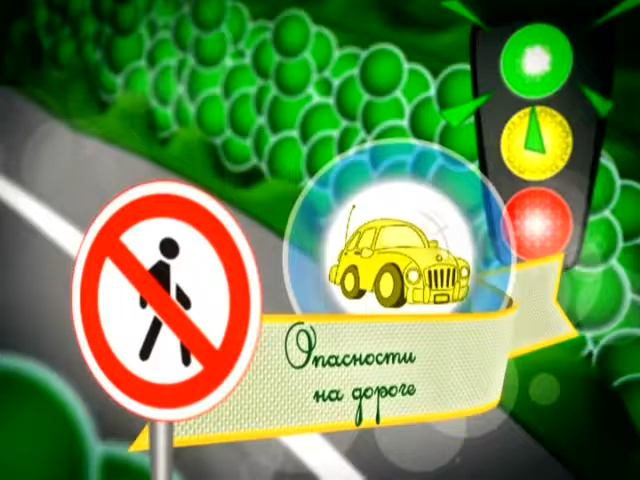 Опасности
на дороге